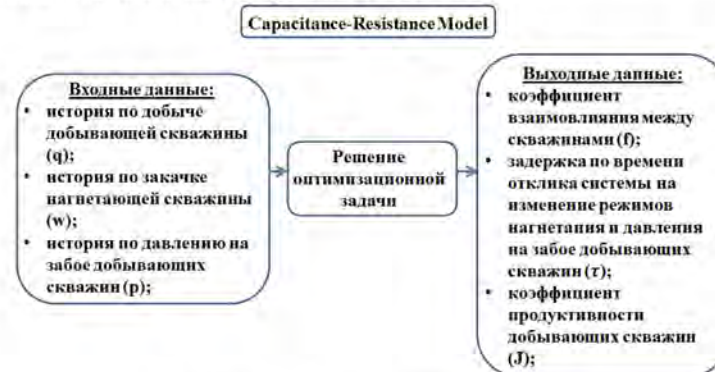 Capacitance-Resistance Model
Входные данные:
• история по добыче
добывающей скважины
(q);
• история по закачке
нагнетающей скважины
(w);
• история по давлению на
забое добывающих
скважин (p);
Решение
оптимизационной
задачи
Выходные данные:
• коэффициент
взаимовлияния между
скважинами (f);
• задержка по времени
отклика системы на
изменение режимов
нагнетания и давления
на забое добывающих
скважин (τ);
• коэффициент
продуктивности
добывающих скважин
(J);